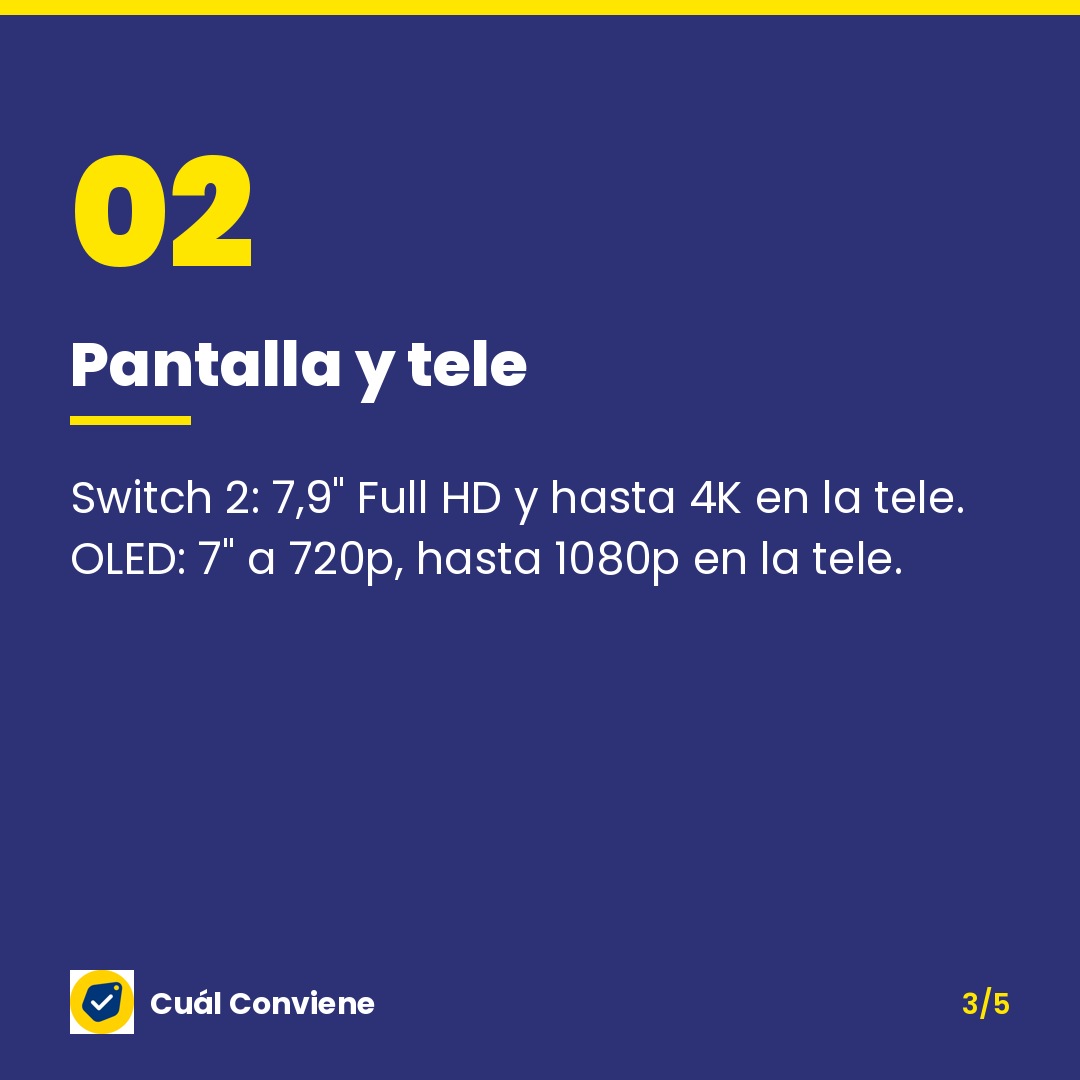 02
Pantalla y tele
Switch 2: 7,9" Full HD y hasta 4K en la tele.
OLED: 7" a 720p, hasta 1080p en la tele.
Cuál Conviene
3/5